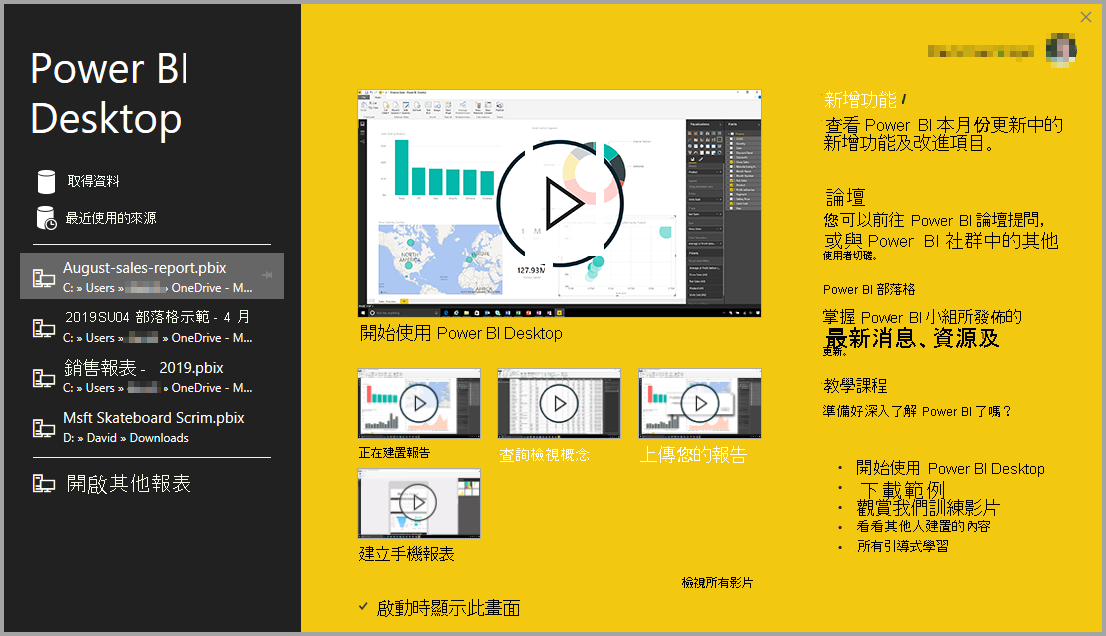 Power BI
Desktop
取得資料
最近使用的來源
August-sales-report.pbix
C: » Users » › OneDrive - M...
2019SU04 部落格示範 - 4 月
C: » Users » » OneDrive - M...
銷售報表 - 2019.pbix
C: » Users » › OneDrive - M...
Msft Skateboard Scrim.pbix
D: » David » Downloads
開啟其他報表
127.93M
開始使用 Power BI Desktop
正在建置報告
查詢檢視概念
上傳您的報告
建立手機報表
檢視所有影片
啟動時顯示此畫面
新增功能
查看 Power BI 本月份更新中的
新增功能及改進項目。
論壇
您可以前往 Power BI 論壇提問，
或與 Power BI 社群中的其他
使用者切磋。
Power BI 部落格
掌握 Power BI 小組所發佈的
最新消息、資源及
更新。
教學課程
準備好深入了解 Power BI 了嗎？
• 開始使用 Power BI Desktop
• 下載範例
• 觀賞我們訓練影片
• 看看其他人建置的內容
• 所有引導式學習